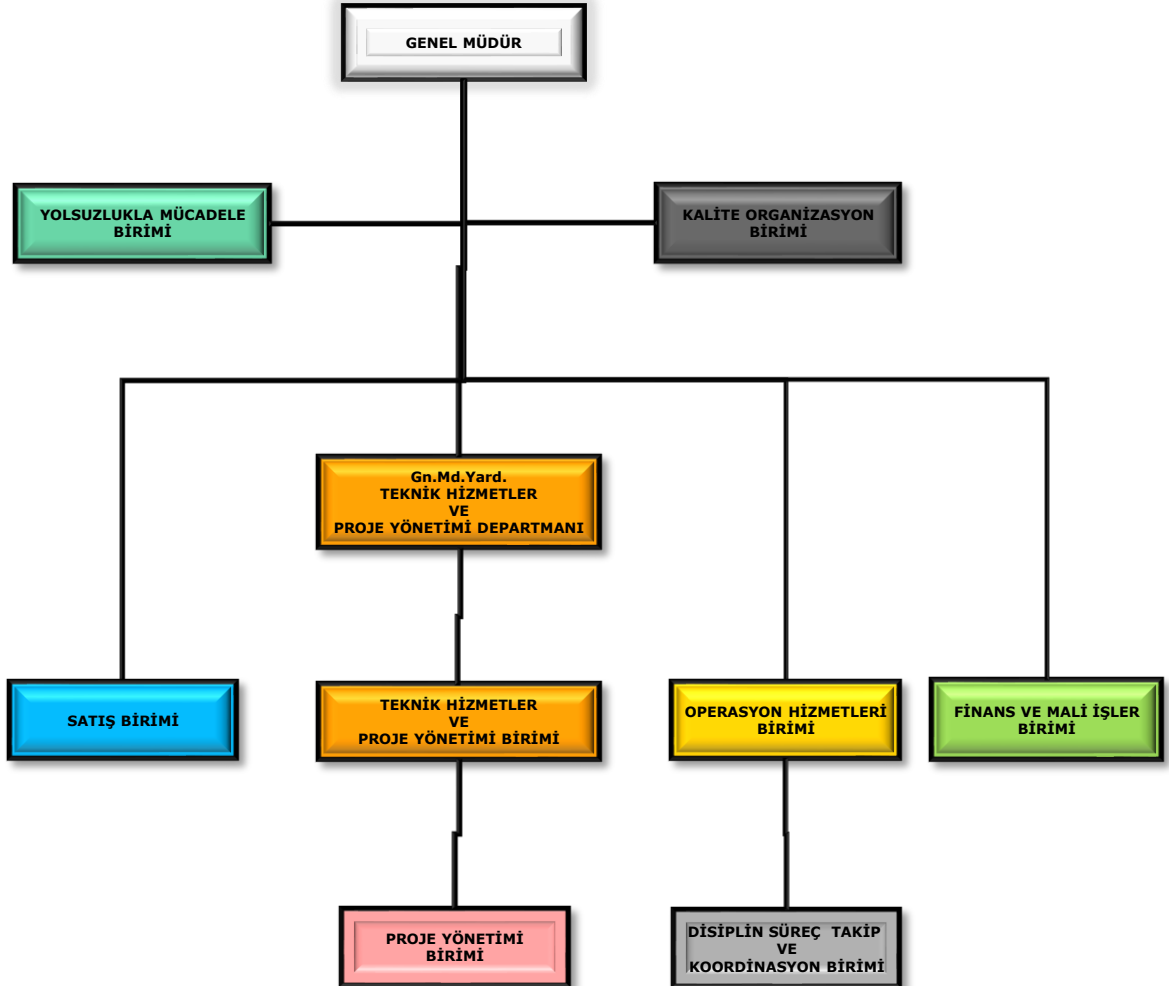 GENEL MÜDÜR
YOLSUZLUKLA MÜCADELE
BİRİMİ
KALİTE ORGANİZASYON
BİRİMİ
Gn.Md.Yard.
TEKNİK HİZMETLER
VE
PROJE YÖNETİMİ DEPARTMANI
SATIŞ BİRİMİ
TEKNİK HİZMETLER
VE
PROJE YÖNETİMİ BİRİMİ
OPERASYON HİZMETLERİ
BİRİMİ
FİNANS VE MALİ İŞLER
BİRİMİ
PROJE YÖNETİMİ
BİRİMİ
DİSİPLİN SÜREÇ TAKİP
VE
KOORDİNASYON BİRİMİ